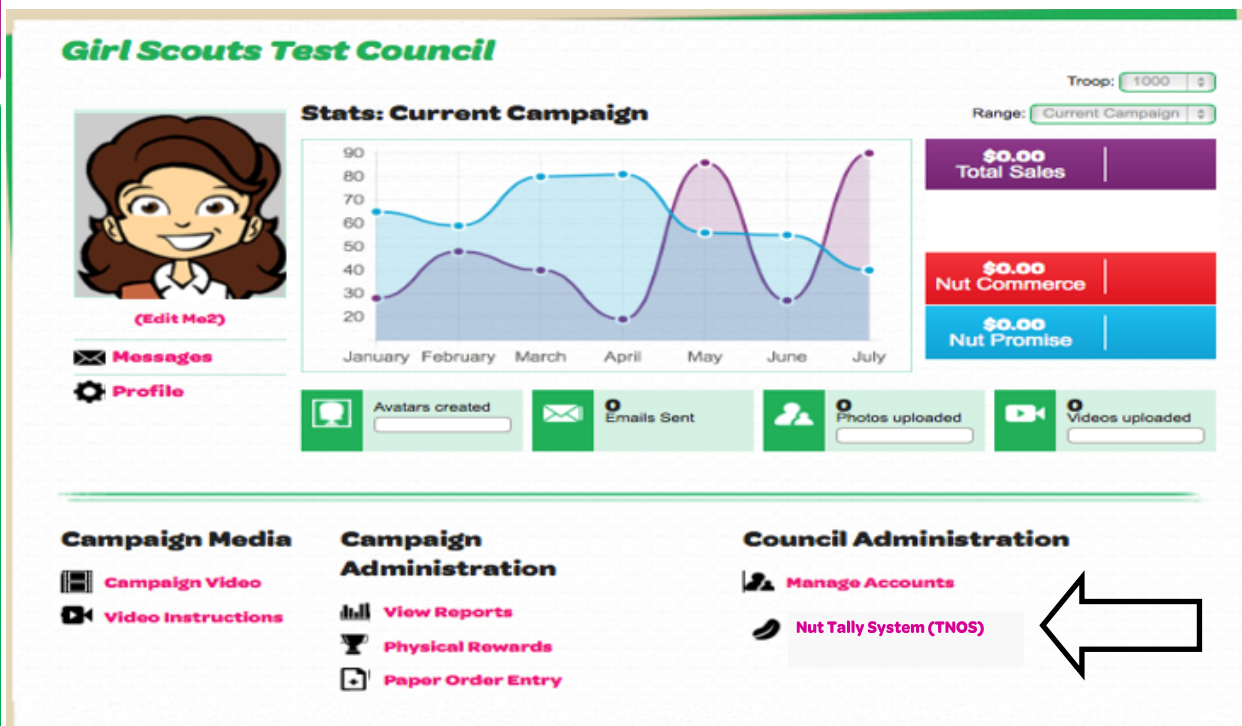 Girl Scouts Test Council
Troop: 1000
Range: Current Campaign
Stats: Current Campaign
90
80
70
60
50
40
30
20
January February March April May June July
$0.00
Total Sales
$0.00
Nut Commerce
$0.00
Nut Promise
(Edit Me2)
Messages
Profile
Avatars created
0
Emails Sent
0
Photos uploaded
0
Videos uploaded
Campaign Media
Campaign Video
Video Instructions
Campaign
Administration
View Reports
Physical Rewards
Paper Order Entry
Council Administration
Manage Accounts
Nut Tally System (TNOS)